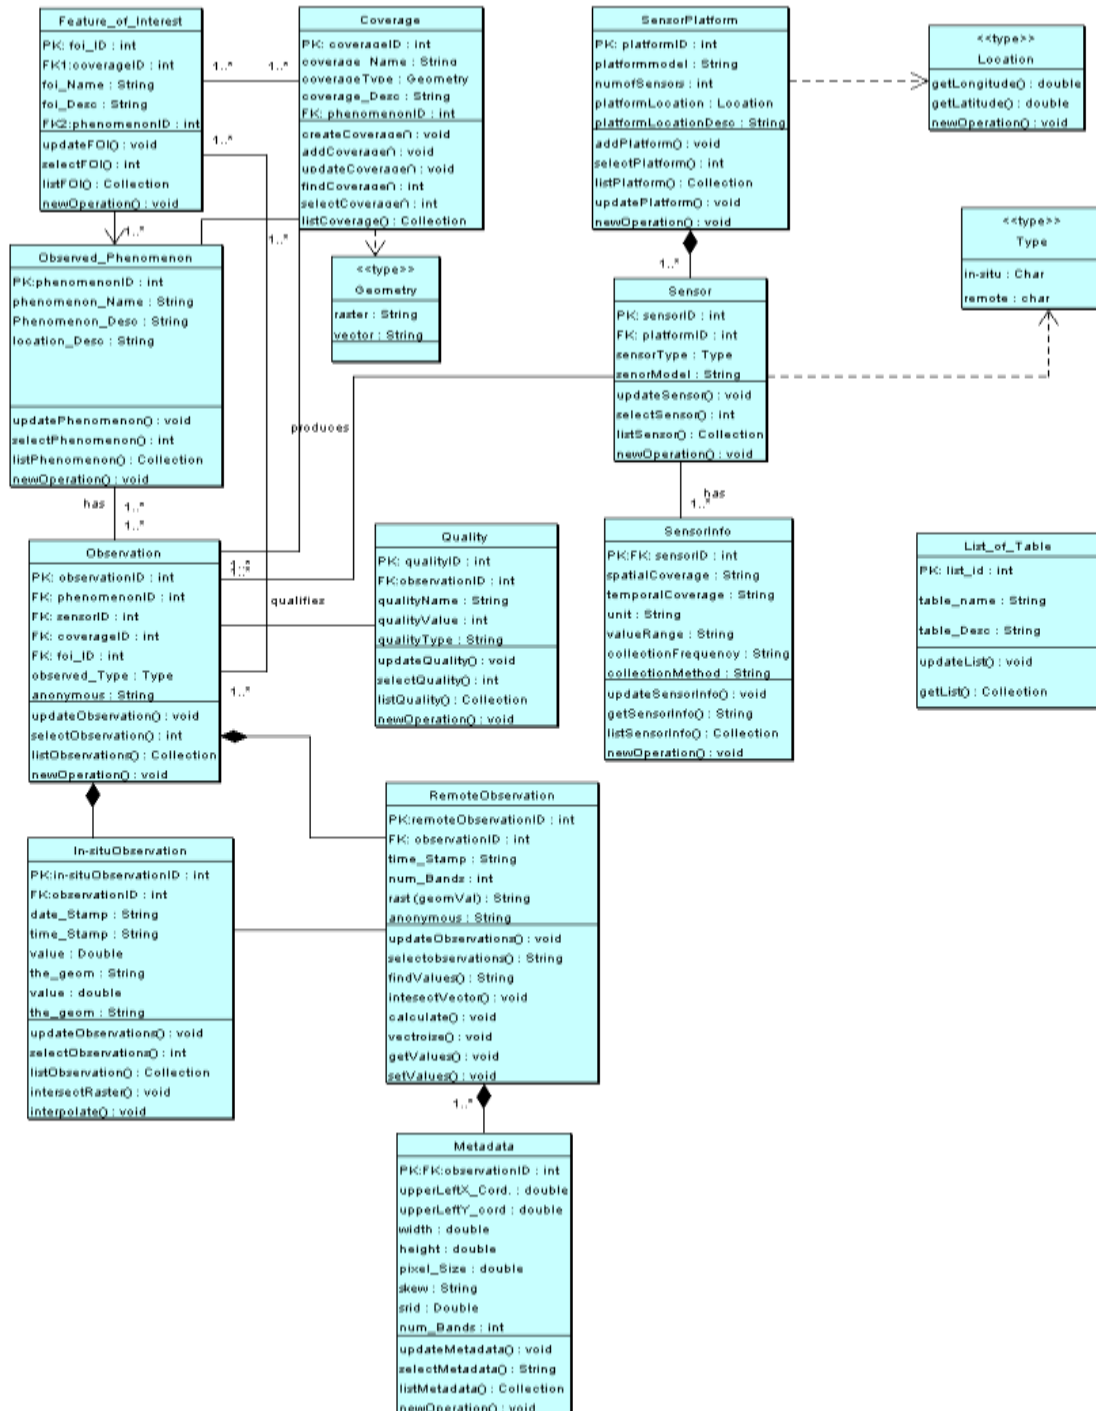 Feature_of_Interest
PK: foi_ID : int
FK1:coverageID : int
foi_Name : String
foi_Desc : String
FK2:phenomenonID : int
updateFOI() : void
selectFOI() : int
listFOI() : Collection
newOperation() : void
1..*
1..*
1..*
1..*
1..*
Coverage
PK: coverageID : int
coverage_Name : String
coverageType : Geometry
coverage_Desc : String
FK: phenomenonID : int
createCoverage() : void
addCoverage() : void
updateCoverage() : void
findCoverage() : int
selectCoverage() : int
listCoverage() : Collection
SensorPlatform
PK: platformID : int
platformmodel : String
numofSensors : int
platformLocation : Location
platformLocationDesc : String
addPlatform() : void
selectPlatform() : int
listPlatform() : Collection
updatePlatform() : void
newOperation() : void
1..*
<<type>>
Location
getLongitude() : double
getLatitude() : double
newOperation() : void
<<type>>
Type
in-situ : Char
remote : char
Observed_Phenomenon
PK:phenomenonID : int
phenomenon_Name : String
Phenomenon_Desc : String
location_Desc : String
updatePhenomenon() : void
selectPhenomenon() : int
listPhenomenon() : Collection
newOperation() : void
<<type>>
Geometry
raster : String
vector : String
Sensor
PK: sensorID : int
FK: platformID : int
sensorType : Type
senorModel : String
updateSensor() : void
selectSensor() : int
listSensor() : Collection
newOperation() : void
produces
has
1..*
1..*
has
1..*
Observation
PK: observationID : int
FK: phenomenonID : int
FK: sensorID : int
FK: coverageID : int
FK: foi_ID : int
observed_Type : Type
anonymous : String
updateObservation() : void
selectObservation() : int
listObservations() : Collection
newOperation() : void
1..*
1..*
qualifies
1..*
Quality
PK: qualityID : int
FK:observationID : int
qualityName : String
qualityValue : int
qualityType : String
updateQuality() : void
selectQuality() : int
listQuality() : Collection
newOperation() : void
SensorInfo
PK:FK: sensorID : int
spatialCoverage : String
temporalCoverage : String
unit : String
valueRange : String
collectionFrequency : String
collectionMethod : String
updateSensorInfo() : void
getSensorInfo() : String
listSensorInfo() : Collection
newOperation() : void
List_of_Table
PK: list_id : int
table_name : String
table_Desc : String
updateList() : void
getList() : Collection
In-situObservation
PK:in-situObservationID : int
FK:observationID : int
date_Stamp : String
time_Stamp : String
value : Double
the_geom : String
value : double
the_geom : String
updateObservations() : void
selectObservations() : int
listObservation() : Collection
intersectRaster() : void
interpolate() : void
RemoteObservation
PK:remoteObservationID : int
FK: observationID : int
time_Stamp : String
num_Bands : int
rast (geomVal) : String
anonymous : String
updateObservations() : void
selectobservations() : String
findValues() : String
intesectVector() : void
calculate() : void
vectroize() : void
getValues() : void
setValues() : void
1..*
Metadata
PK:FK:observationID : int
upperLeftX_Cord. : double
upperLeftY_cord : double
width : double
height : double
pixel_Size : double
skew : String
srid : Double
num_Bands : int
updateMetadata() : void
selectMetadata() : String
listMetadata() : Collection
newOperation() : void